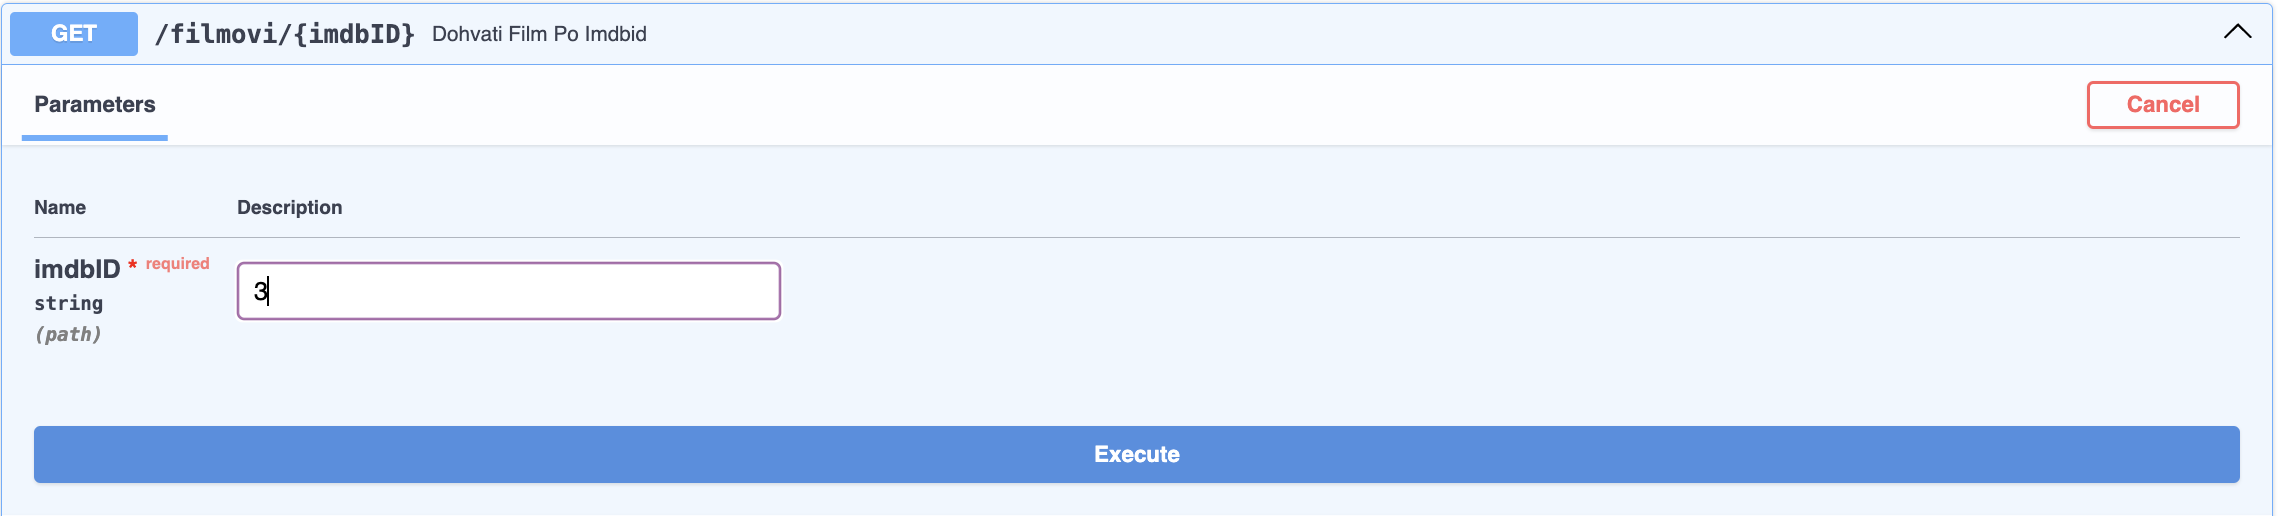 GET /filmovi/{imdbID} Dohvati Film Po Imdbid
Parameters
Cancel
Name Description
imdbID * required
string
(path)
3
Execute